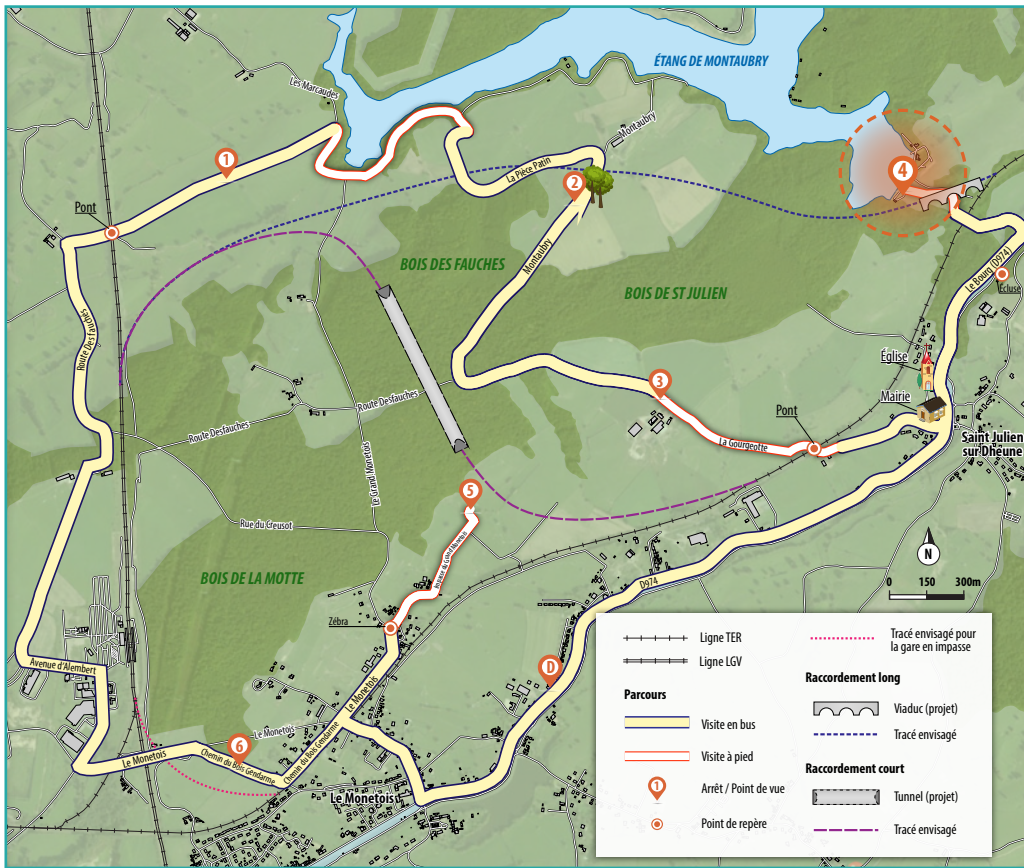 ÉTANG DE MONTAUBRY
Les Marcaudes
Montaubry
1
La Pièce Patin
2
4
Pont
Le Bourg (D974)
Montaubry
BOIS DES FAUCHES
BOIS DE ST JULIEN
Écluse
Route Desfauches
Église
3
Mairie
Route Desfauches
Pont
Route Desfauches
La Gourgeotte
Saint Julien
sur Dheune
Le Grand Monetois
5
Rue du Creusot
N
BOIS DE LA MOTTE
D974
0 150 300m
Zébra
Avenue d'Alembert
D
Le Monetois
Le Monetois
6
Le Monetois
Chemin du Bois Gendarme
Chemin du Bois Gendarme
Le Monetois
Ligne TER
Ligne LGV
Parcours
Visite en bus
Visite à pied
1
Arrêt / Point de vue
Point de repère
Tracé envisagé pour
la gare en impasse
Raccordement long
Viaduc (projet)
Tracé envisagé
Raccordement court
Tunnel (projet)
Tracé envisagé